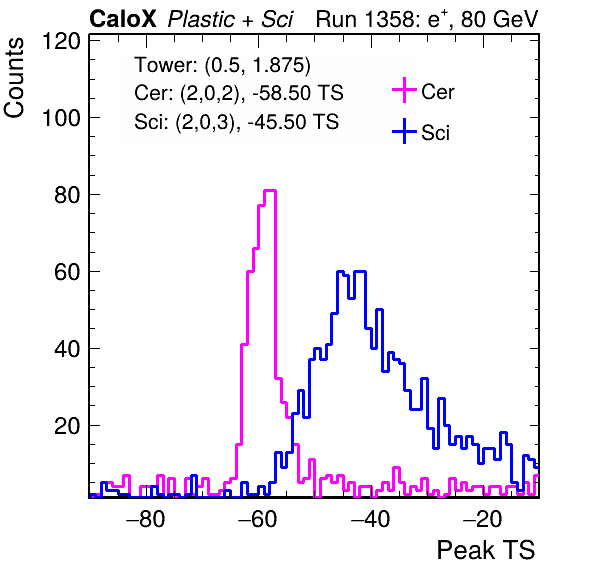 CaloX Plastic + Sci Run 1358: e+, 80 GeV
Counts
Tower: (0.5, 1.875)
Cer: (2,0,2), -58.50 TS
Sci: (2,0,3), -45.50 TS
Cer
Sci
120
100
80
60
40
20
−80 −60 −40 −20
Peak TS